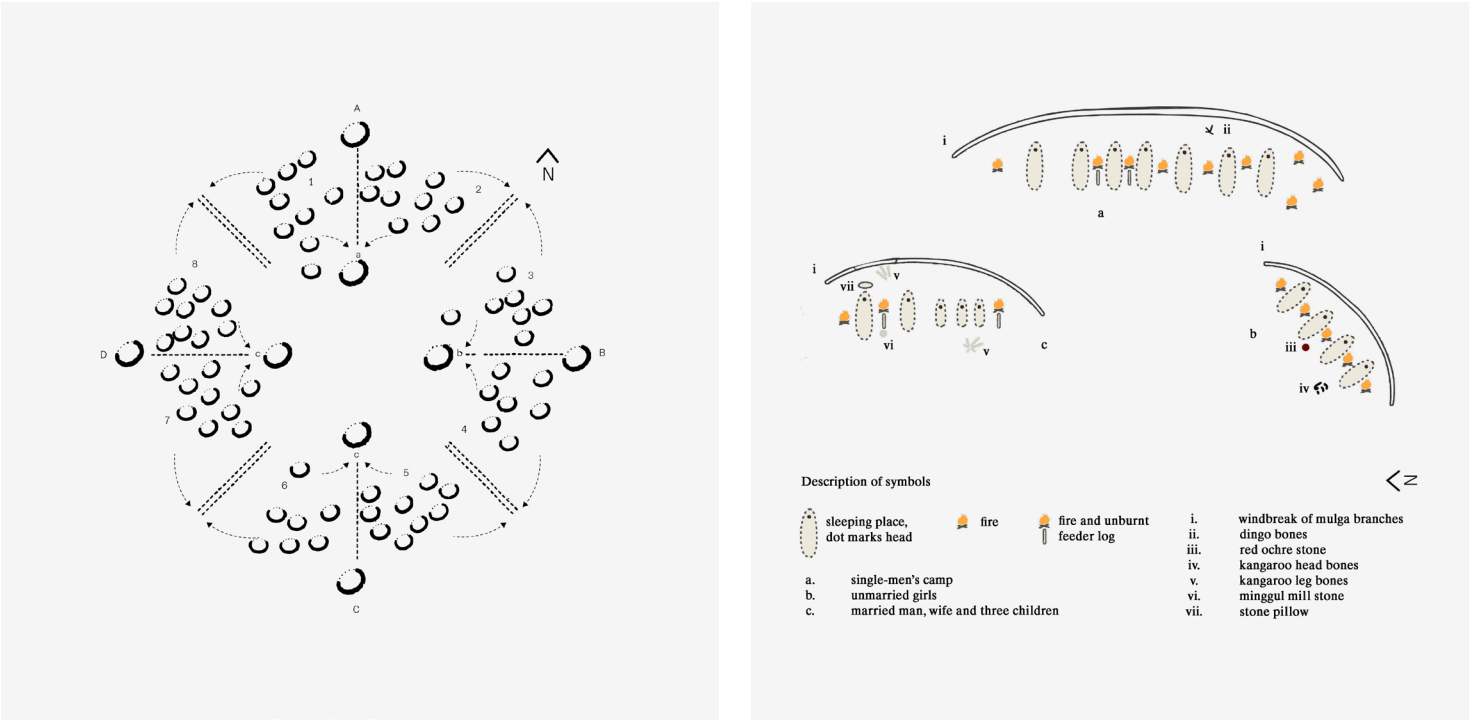 A
N
1
2
a
8
3
D
c
b
B
7
4
c
6
5
C
i
ii
a
i
v
vii
vi
v
c
i
b
iii
iv
Description of symbols
N
sleeping place,
dot marks head
fire
fire and unburnt
feeder log
a. single-men's camp
b. unmarried girls
c. married man, wife and three children
i. windbreak of mulga branches
ii. dingo bones
iii. red ochre stone
iv. kangaroo head bones
v. kangaroo leg bones
vi. minggul mill stone
vii. stone pillow